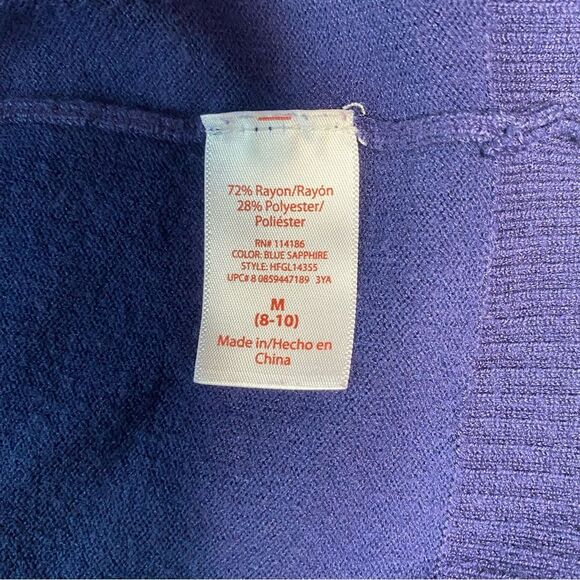 72% Rayon/Rayón
28% Polyester/
Poliéster
RN# 114186
COLOR: BLUE SAPPHIRE
STYLE: HFGL14355
UPC# 8 0859447189 3YA
M
(8-10)
Made in/Hecho en
China